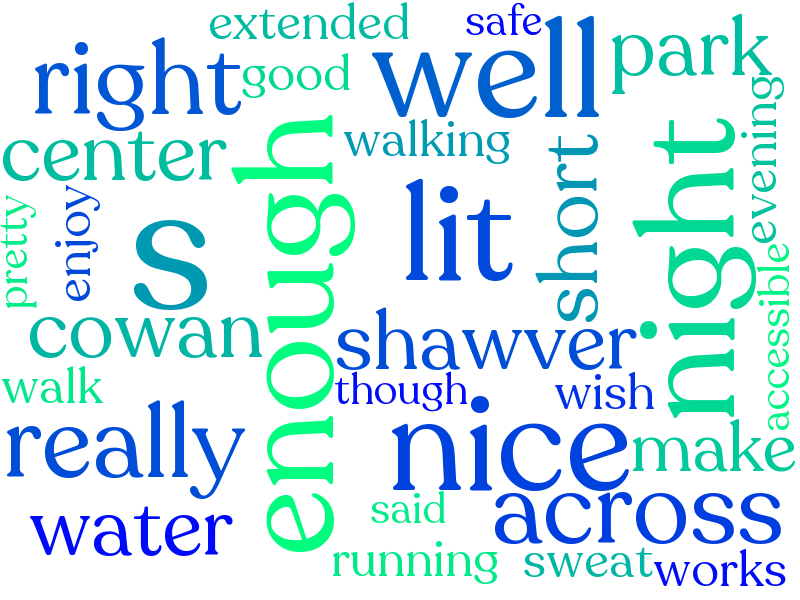 extended
safe
right
good
well
park
center
walking
evening
pretty
enjoy
s
enough
lit
short
night
accessible
cowan
shawver
walk
though
wish
really
nice
make
water
said
across
running
sweat
works